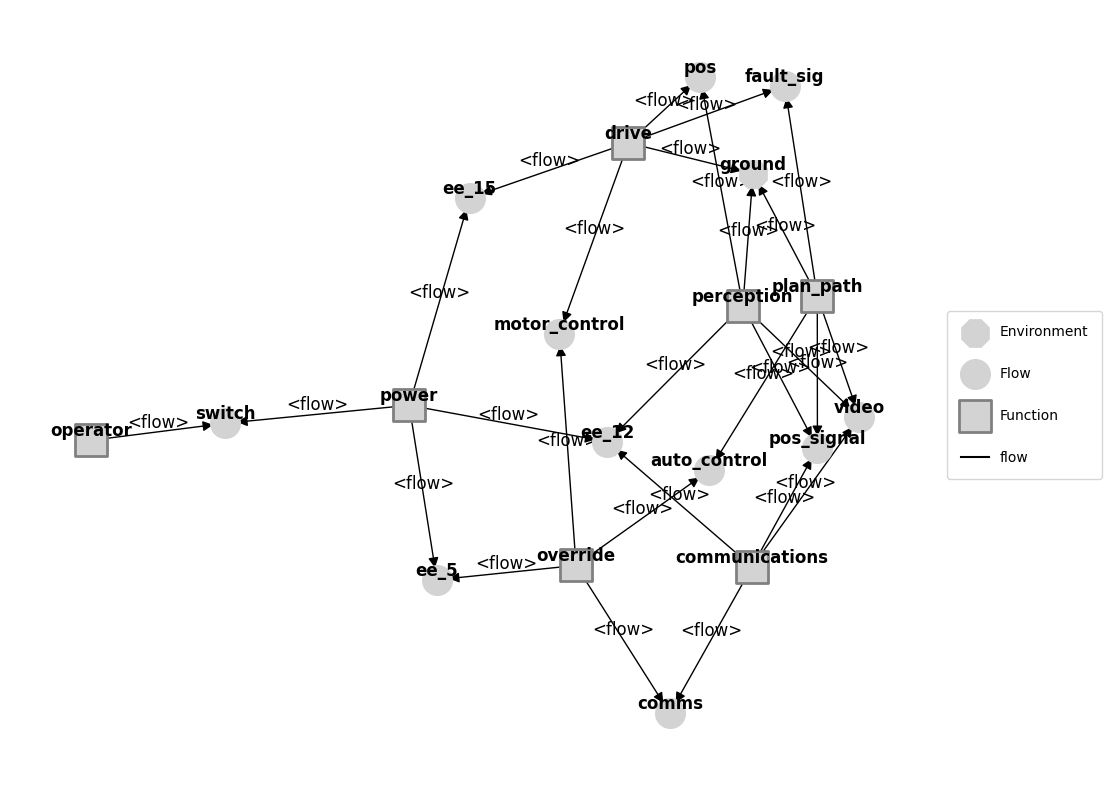 pos
fault_sig
<flow>
<flow>
drive
<flow>
<flow>
ground
<flow>
<flow>
ee_15
<flow>
<flow>
<flow>
<flow>
plan_path
<flow>
perception
motor_control
<flow>
<flow>
<flow>
<flow>
<flow>
<flow>
power
<flow>
video
switch
<flow>
<flow>
operator
ee_12
pos_signal
<flow>
auto_control
<flow>
<flow>
<flow>
<flow>
<flow>
override
communications
<flow>
ee_5
<flow>
<flow>
comms
Environment
Flow
Function
flow